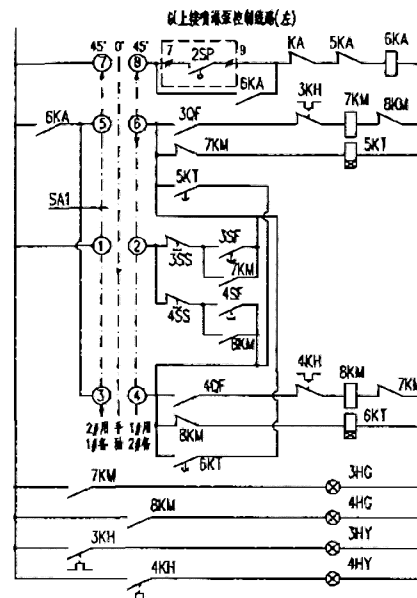 以上接喷淋泵控制线路(左)
45° 0° 45°
7 8 7 2SP 9 KA 5KA 6KA
6KA
6KA 5 6 3QF 3KH 7KM 8KM
7KM 5KT
5KT
SA1
1 2 3SS 3SF
7KM
4SS 4SF
8KM
3 4 4QF 4KH 8KM 7KM
8KM 6KT
6KT
2#用 手 1#用
1#备 动 2#备
7KM 3HG
8KM 4HG
3KH 3HY
4KH 4HY